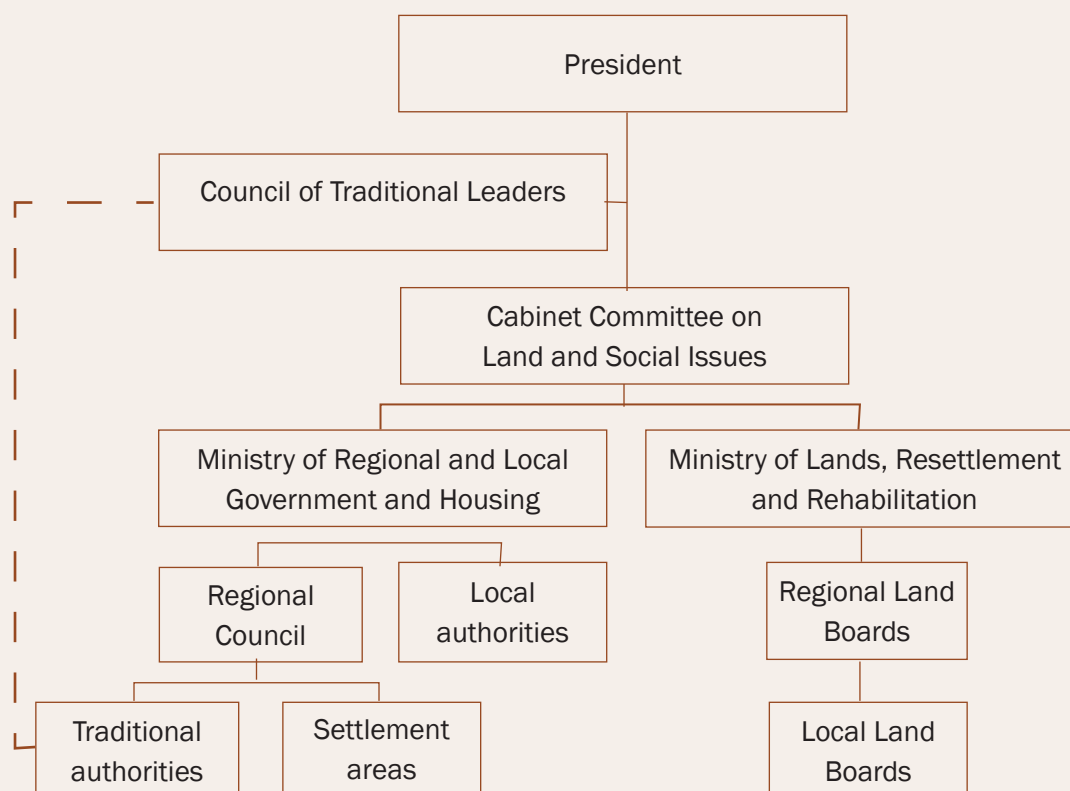 President
Council of Traditional Leaders
Cabinet Committee on
Land and Social Issues
Ministry of Regional and Local
Government and Housing
Ministry of Lands, Resettlement
and Rehabilitation
Regional
Council
Local
authorities
Regional Land
Boards
Traditional
authorities
Settlement
areas
Local Land
Boards